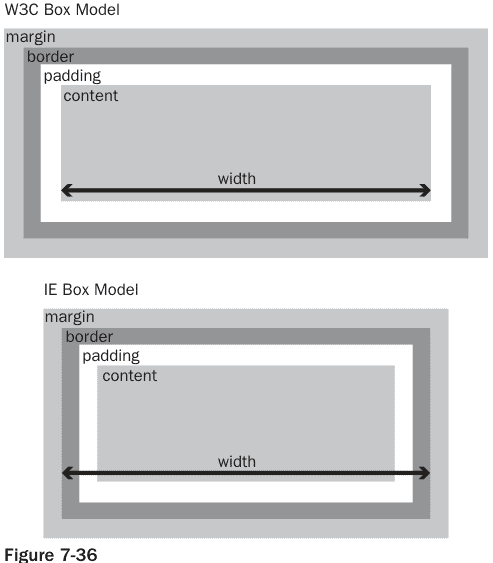 W3C Box Model
margin
border
padding
content
width
IE Box Model
margin
border
padding
content
width
Figure 7-36